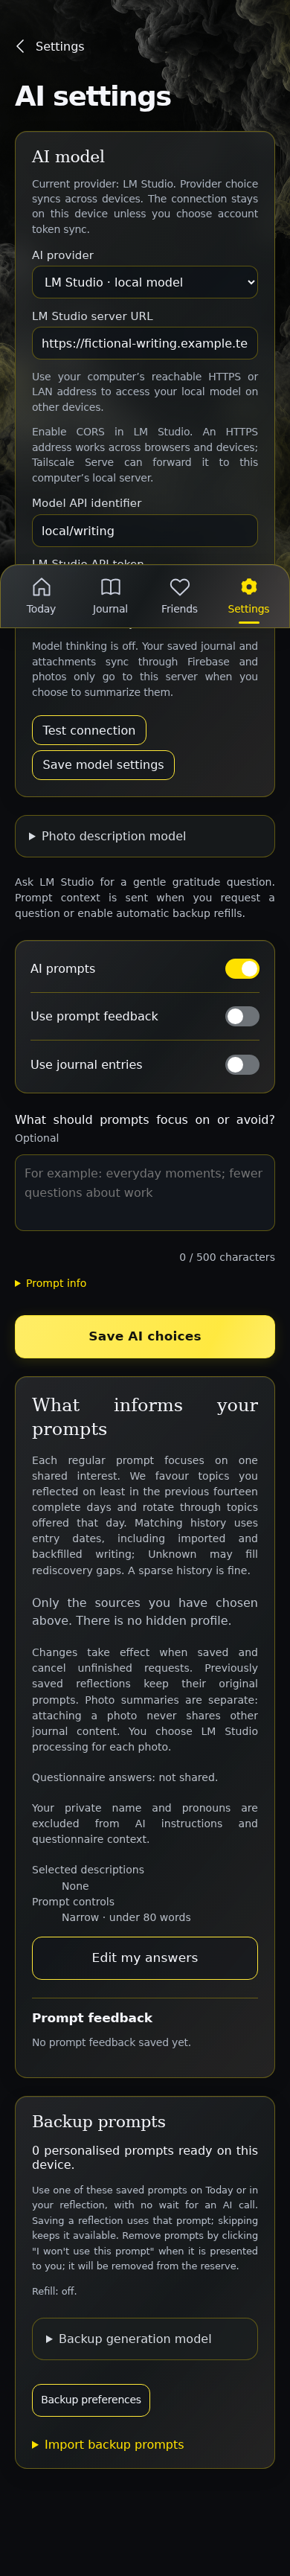 Settings
AI settings
AI model
Current provider: LM Studio. Provider choice
syncs across devices. The connection stays
on this device unless you choose account
token sync.
AI provider
LM Studio · local model
LM Studio server URL
https://fictional-writing.example.te
Use your computer's reachable HTTPS or
LAN address to access your local model on
other devices.
Enable CORS in LM Studio. An HTTPS
address works across browsers and devices;
Tailscale Serve can forward it to this
computer's local server.
Model API identifier
local/writing
LM Studio API token
Today
Journal
Friends
Settings
Model thinking is off. Your saved journal and
attachments sync through Firebase and
photos only go to this server when you
choose to summarize them.
Test connection
Save model settings
Photo description model
Ask LM Studio for a gentle gratitude question.
Prompt context is sent when you request a
question or enable automatic backup refills.
AI prompts
Use prompt feedback
Use journal entries
What should prompts focus on or avoid?
Optional
For example: everyday moments; fewer
questions about work
0 / 500 characters
Prompt info
Save AI choices
What informs your
prompts
Each regular prompt focuses on one
shared interest. We favour topics you
reflected on least in the previous fourteen
complete days and rotate through topics
offered that day. Matching history uses
entry dates, including imported and
backfilled writing; Unknown may fill
rediscovery gaps. A sparse history is fine.
Only the sources you have chosen
above. There is no hidden profile.
Changes take effect when saved and
cancel unfinished requests. Previously
saved reflections keep their original
prompts. Photo summaries are separate:
attaching a photo never shares other
journal content. You choose LM Studio
processing for each photo.
Questionnaire answers: not shared.
Your private name and pronouns are
excluded from AI instructions and
questionnaire context.
Selected descriptions
None
Prompt controls
Narrow · under 80 words
Edit my answers
Prompt feedback
No prompt feedback saved yet.
Backup prompts
0 personalised prompts ready on this
device.
Use one of these saved prompts on Today or in
your reflection, with no wait for an AI call.
Saving a reflection uses that prompt; skipping
keeps it available. Remove prompts by clicking
"I won't use this prompt" when it is presented
to you; it will be removed from the reserve.
Refill: off.
Backup generation model
Backup preferences
Import backup prompts